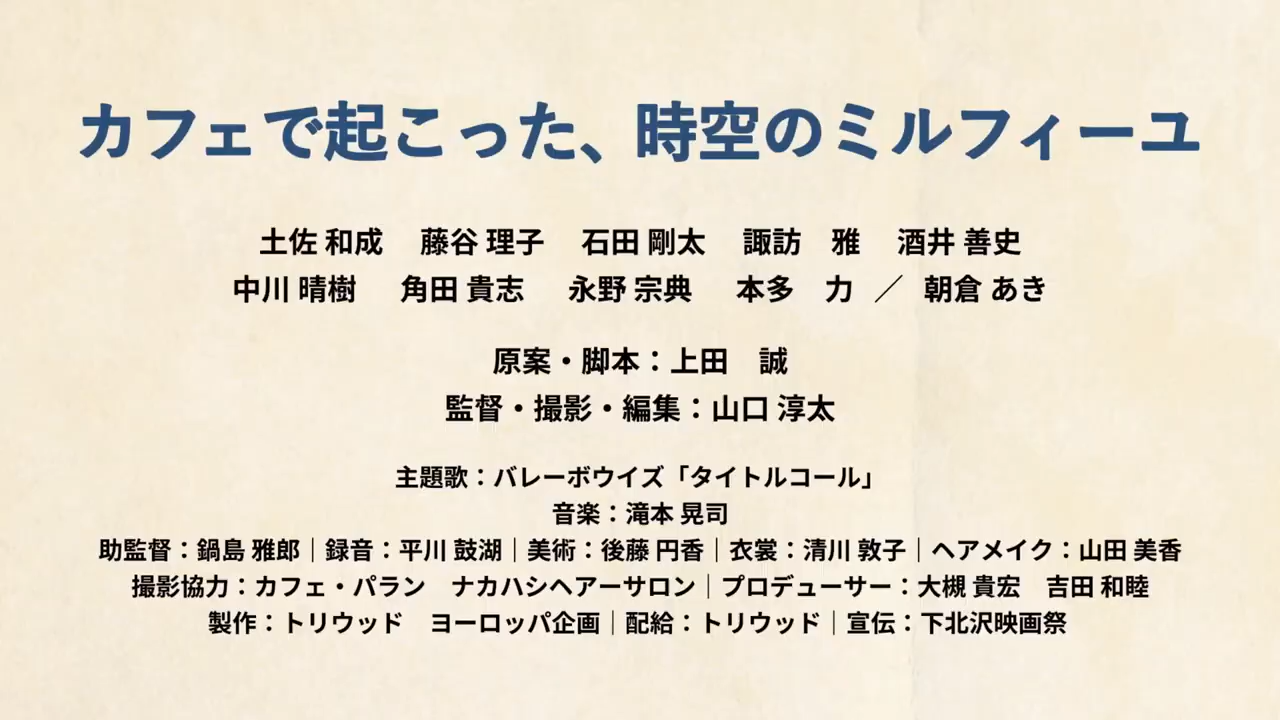 カフェで起こった、時空のミルフィーユ
土佐 和成　藤谷 理子　石田 剛太　諏訪　雅　酒井 善史
中川 晴樹　角田 貴志　永野 宗典　本多　力 ／ 朝倉 あき
原案・脚本：上田　誠
監督・撮影・編集：山口 淳太
主題歌：バレーボウイズ「タイトルコール」
音楽：滝本 晃司
助監督：鍋島 雅郎｜録音：平川 鼓湖｜美術：後藤 円香｜衣裳：清川 敦子｜ヘアメイク：山田 美香
撮影協力：カフェ・パラン　ナカハシヘアーサロン｜プロデューサー：大槻 貴宏　吉田 和睦
製作：トリウッド　ヨーロッパ企画｜配給：トリウッド｜宣伝：下北沢映画祭